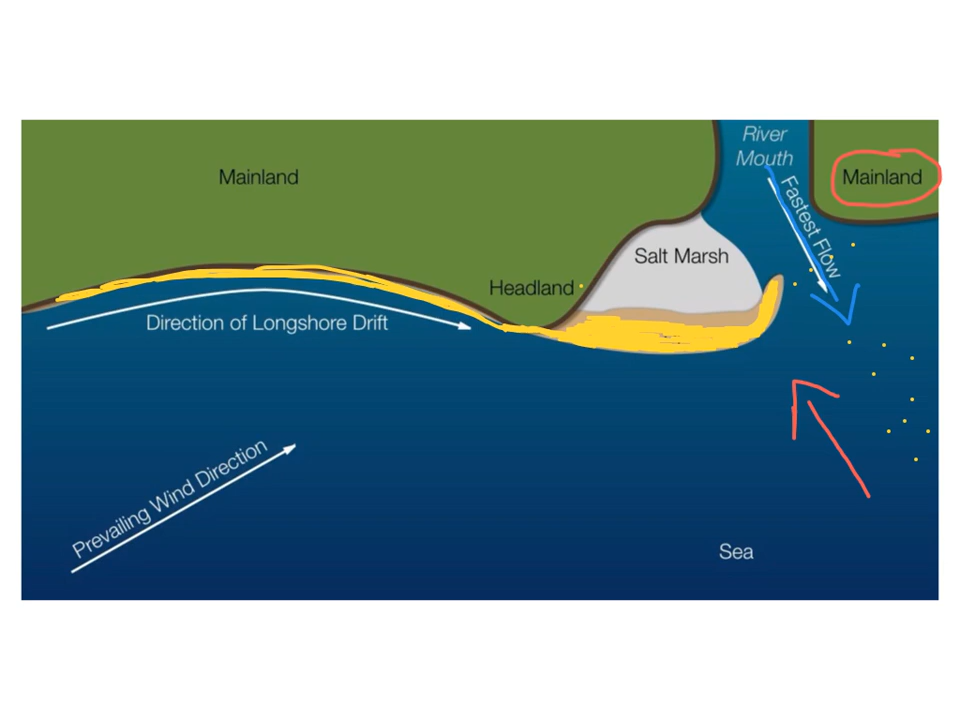 River
Mouth
Mainland
Mainland
Fastest Flow
Salt Marsh
Headland
Direction of Longshore Drift
Prevailing Wind Direction
Sea